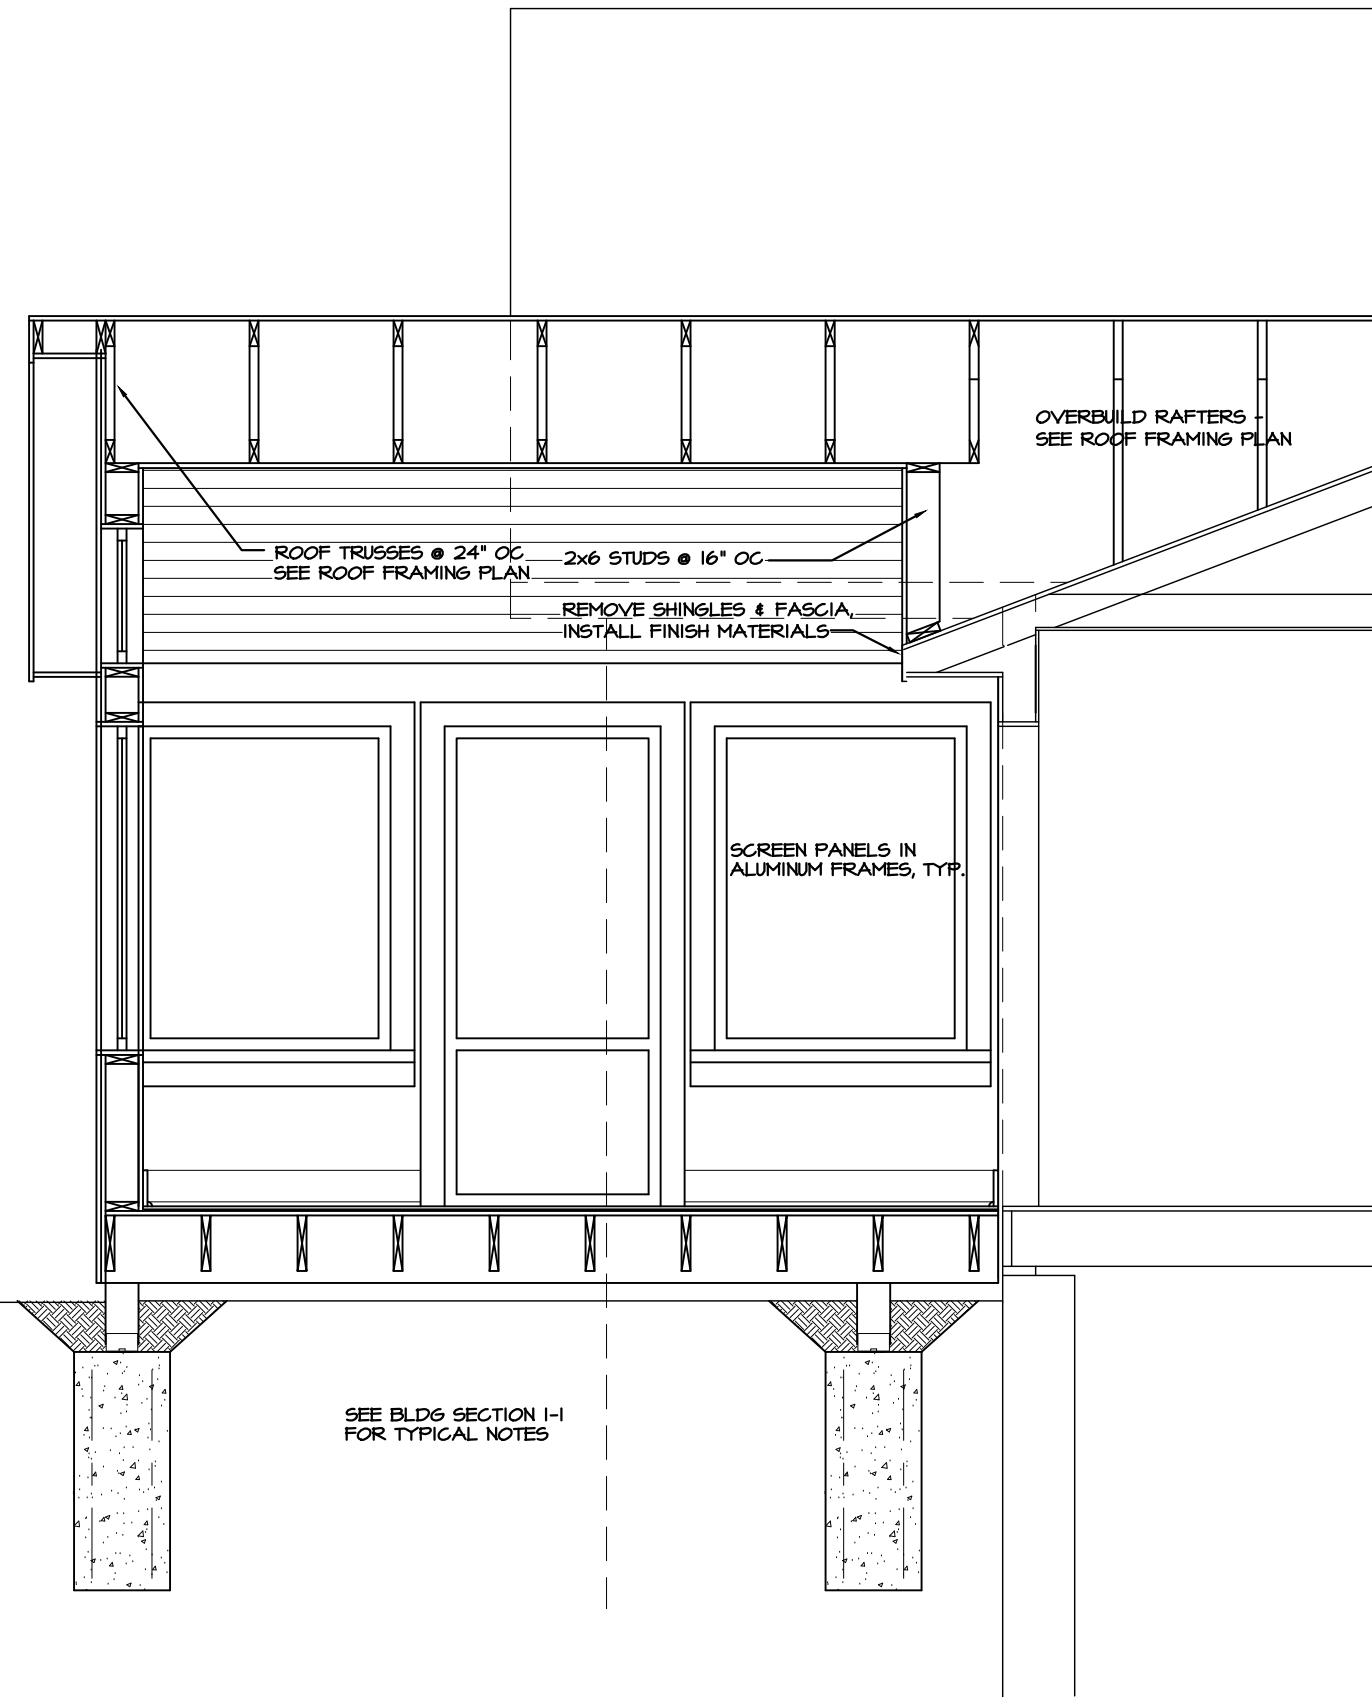 OVERBUILD RAFTERS -
SEE ROOF FRAMING PLAN
ROOF TRUSSES @ 24" OC
SEE ROOF FRAMING PLAN
2x6 STUDS @ 16" OC
REMOVE SHINGLES & FASCIA,
INSTALL FINISH MATERIALS
SCREEN PANELS IN
ALUMINUM FRAMES, TYP.
SEE BLDG SECTION 1-1
FOR TYPICAL NOTES